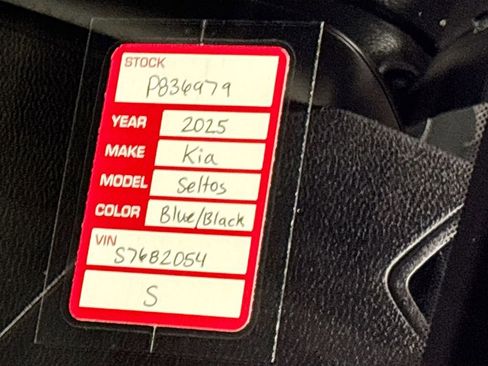 STOCK
P836979
YEAR 2025
MAKE Kia
MODEL Seltos
COLOR Blue/Black
VIN
S7682054
S